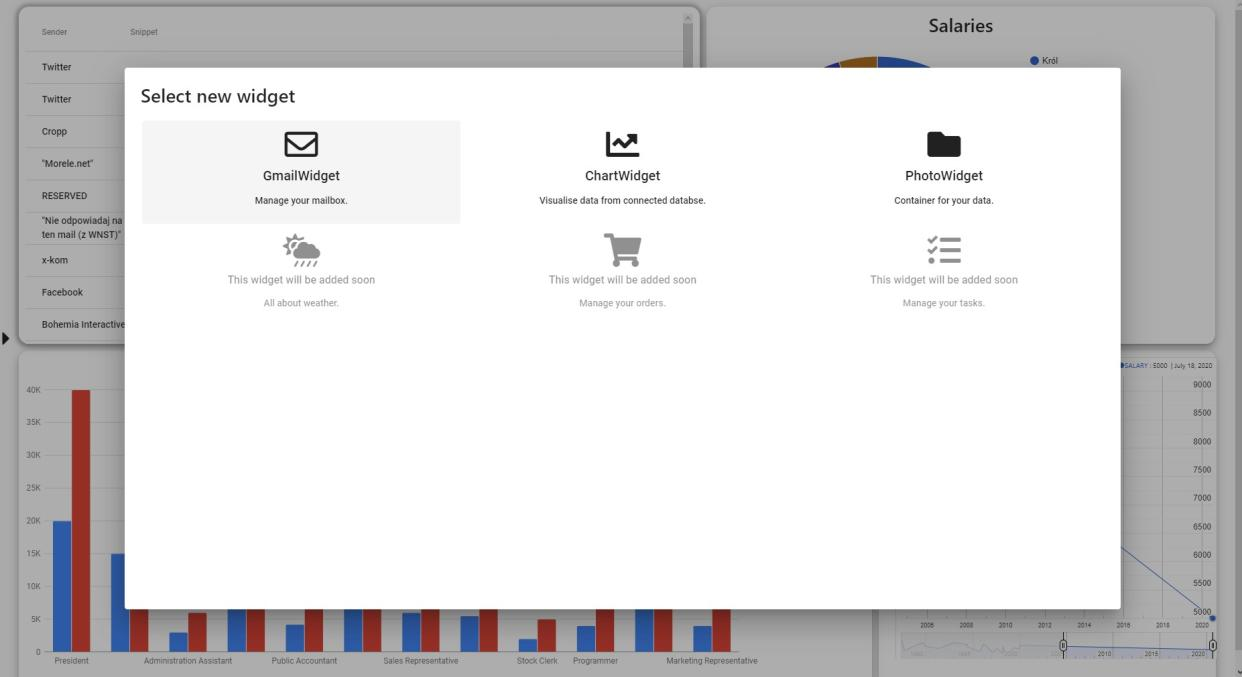 Sender Snippet
Twitter
Twitter
Cropp
"Morele.net"
RESERVED
"Nie odpowiadaj na
ten mail (z WNST)"
x-kom
Facebook
Bohemia Interactive
Salaries
Król
Select new widget
GmailWidget
Manage your mailbox.
ChartWidget
Visualise data from connected databse.
PhotoWidget
Container for your data.
This widget will be added soon
All about weather.
This widget will be added soon
Manage your orders.
This widget will be added soon
Manage your tasks.
40K
35K
30K
25K
20K
15K
10K
5K
0
President Administration Assistant Public Accountant Sales Representative Stock Clerk Programmer Marketing Representative
SALARY : 5000 | July 18, 2020
9000
8500
8000
7500
7000
6500
6000
5500
5000
2006 2008 2010 2012 2014 2016 2018 2020
2010 2015 2020